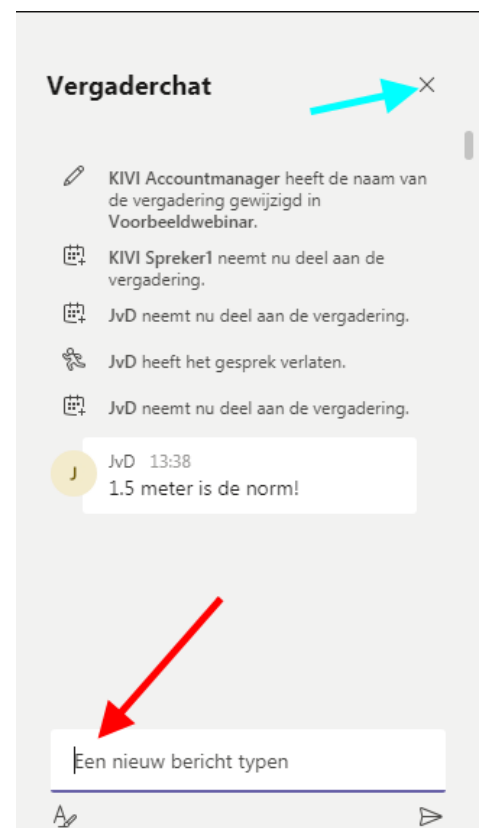 Vergaderchat
KIVI Accountmanager heeft de naam van
de vergadering gewijzigd in
Voorbeeldwebinar.
KIVI Spreker1 neemt nu deel aan de
vergadering.
JvD neemt nu deel aan de vergadering.
JvD heeft het gesprek verlaten.
JvD neemt nu deel aan de vergadering.
J
JvD 13:38
1.5 meter is de norm!
Een nieuw bericht typen